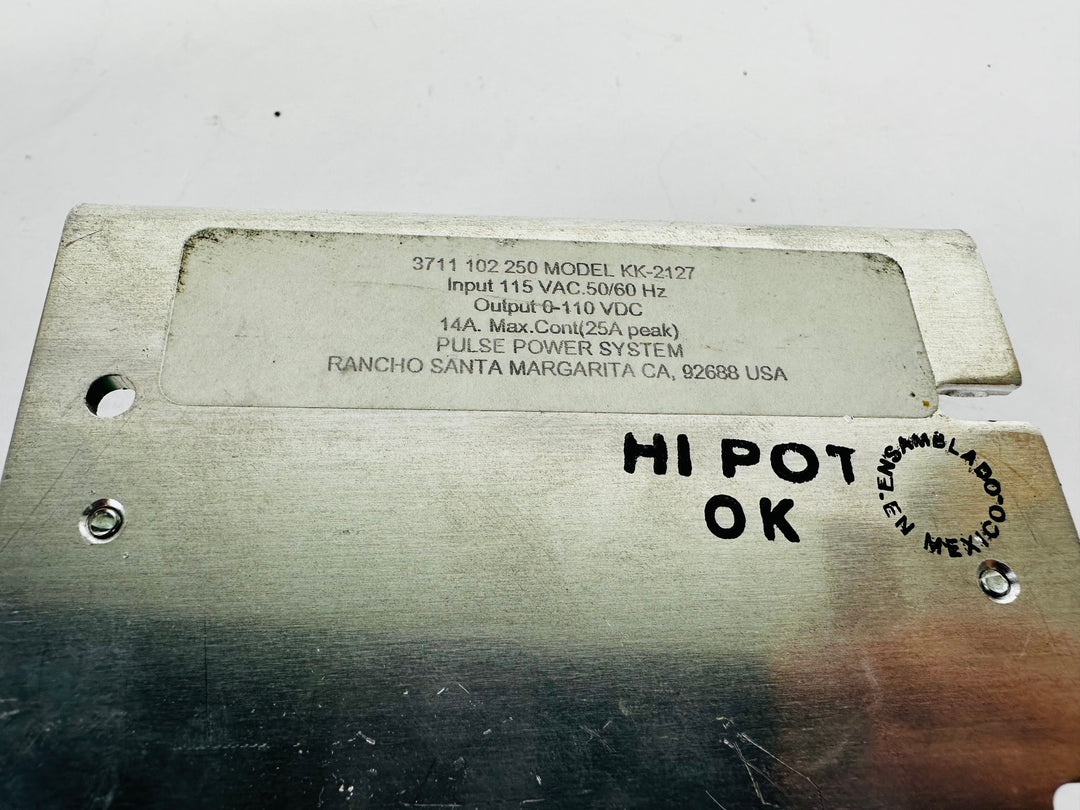 3711 102 250 MODEL KK-2127
Input 115 VAC.50/60 Hz
Output 0-110 VDC
14A. Max.Cont(25A peak)
PULSE POWER SYSTEM
RANCHO SANTA MARGARITA CA, 92688 USA
HI POT
OK
ENSAMBLADO
EN MEXICO